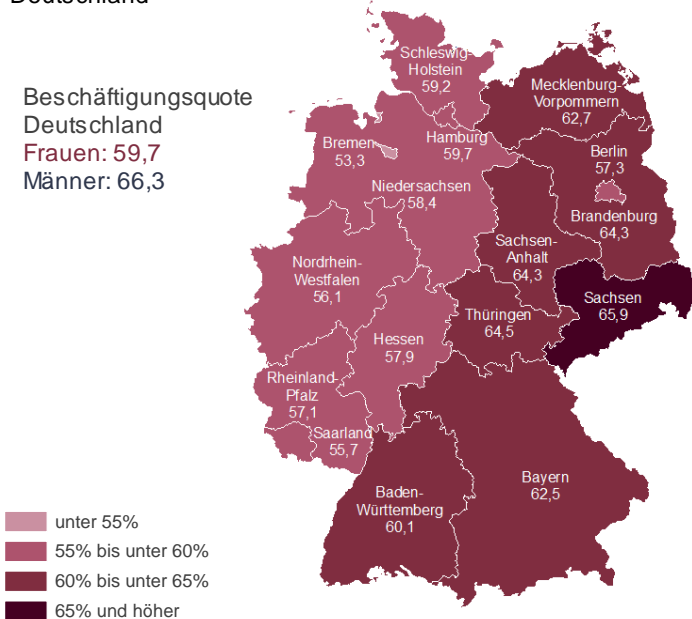 Deutschland
Beschäftigungsquote
Deutschland
Frauen: 59,7
Männer: 66,3
Schleswig-
Holstein
59,2
Mecklenburg-
Vorpommern
62,7
Hamburg
59,7
Bremen
53,3
Berlin
57,3
Niedersachsen
58,4
Brandenburg
64,3
Sachsen-
Anhalt
64,3
Nordrhein-
Westfalen
56,1
Sachsen
65,9
Thüringen
64,5
Hessen
57,9
Rheinland-
Pfalz
57,1
Saarland
55,7
Bayern
62,5
Baden-
Württemberg
60,1
unter 55%
55% bis unter 60%
60% bis unter 65%
65% und höher